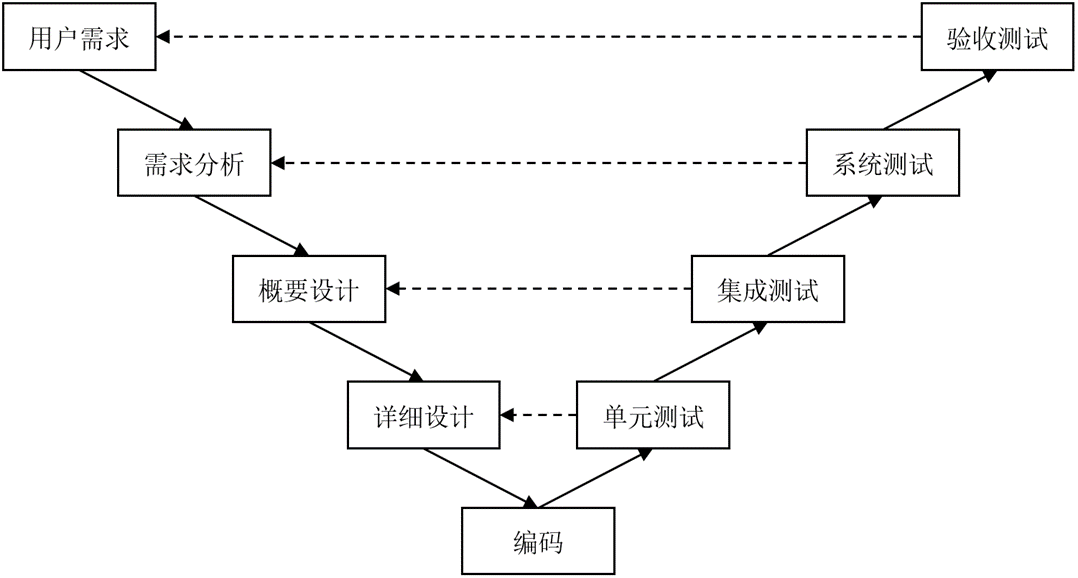 用户需求
验收测试
需求分析
系统测试
概要设计
集成测试
详细设计
单元测试
编码